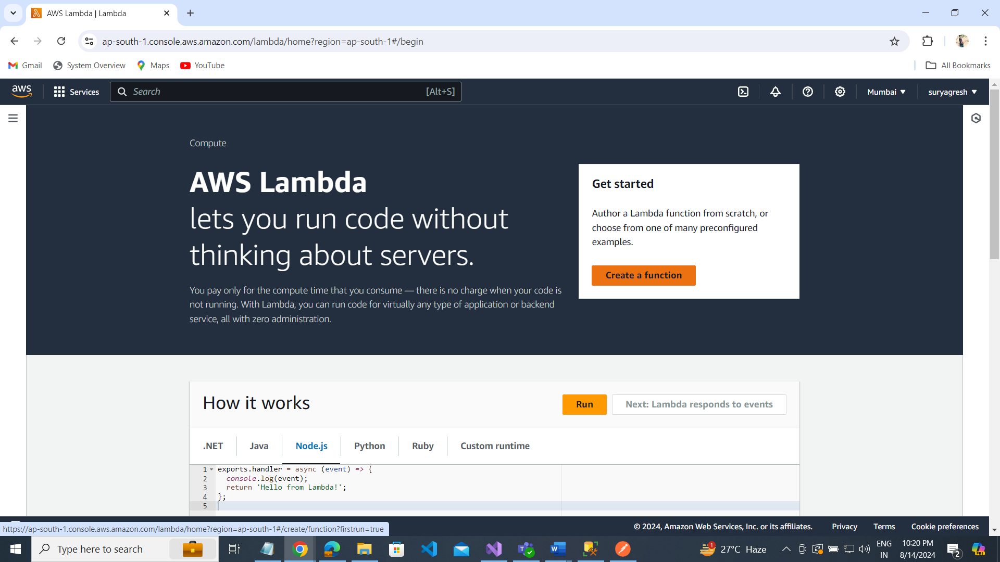 AWS Lambda | Lambda
ap-south-1.console.aws.amazon.com/lambda/home?region=ap-south-1#/begin
Gmail
System Overview
Maps
YouTube
All Bookmarks
aws
Services
Search
[Alt+S]
Mumbai
suryagresh
Compute
AWS Lambda
lets you run code without
thinking about servers.
You pay only for the compute time that you consume — there is no charge when your code is
not running. With Lambda, you can run code for virtually any type of application or backend
service, all with zero administration.
Get started
Author a Lambda function from scratch, or
choose from one of many preconfigured
examples.
Create a function
How it works
Run
Next: Lambda responds to events
.NET
Java
Node.js
Python
Ruby
Custom runtime
1 exports.handler = async (event) => {
2 console.log(event);
3 return 'Hello from Lambda!';
4 };
5
https://ap-south-1.console.aws.amazon.com/lambda/home?region=ap-south-1#/create/function?firstrun=true
© 2024, Amazon Web Services, Inc. or its affiliates.
Privacy
Terms
Cookie preferences
Type here to search
1
27°C Haze
ENG
IN
10:20 PM
8/14/2024
2
PRE